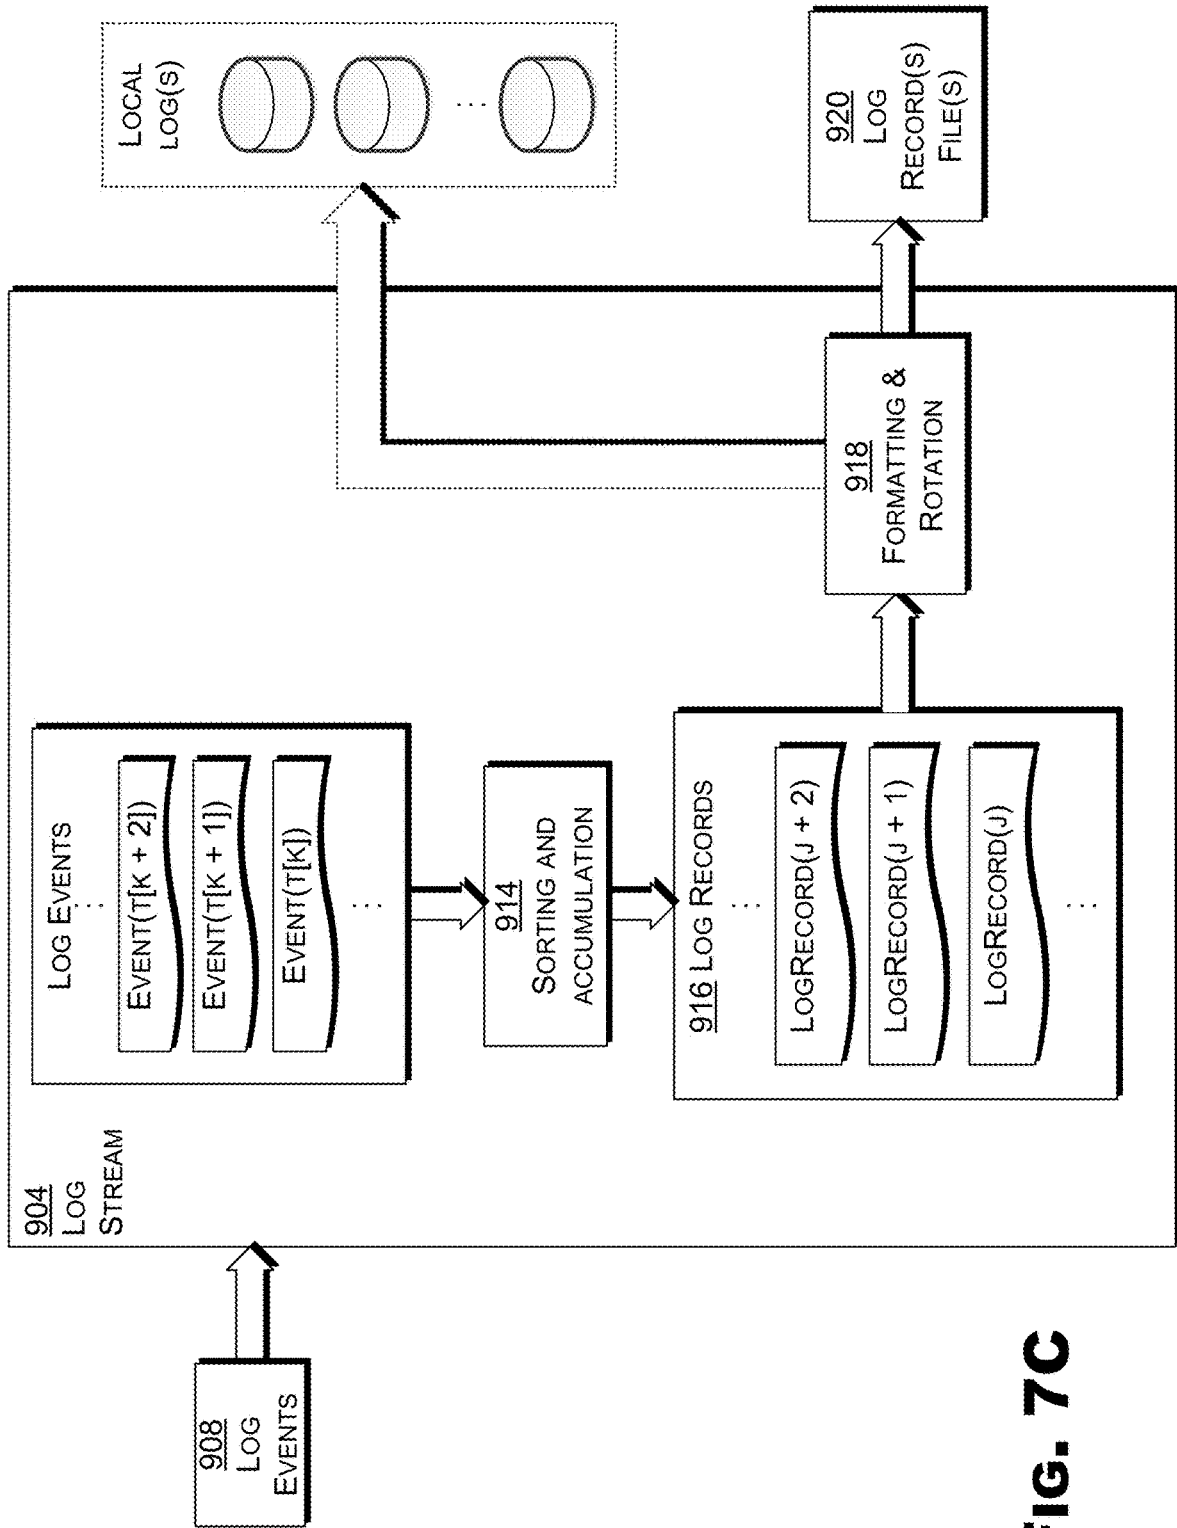 908
LOG
EVENTS
904
LOG
STREAM
LOG EVENTS
...
EVENT(T[K + 2])
EVENT(T[K + 1])
EVENT(T[K])
...
914
SORTING AND
ACCUMULATION
916 LOG RECORDS
...
LOGRECORD(J + 2)
LOGRECORD(J + 1)
LOGRECORD(J)
...
918
FORMATTING &
ROTATION
LOCAL
LOG(S)
...
920
LOG
RECORD(S)
FILE(S)
FIG. 7C